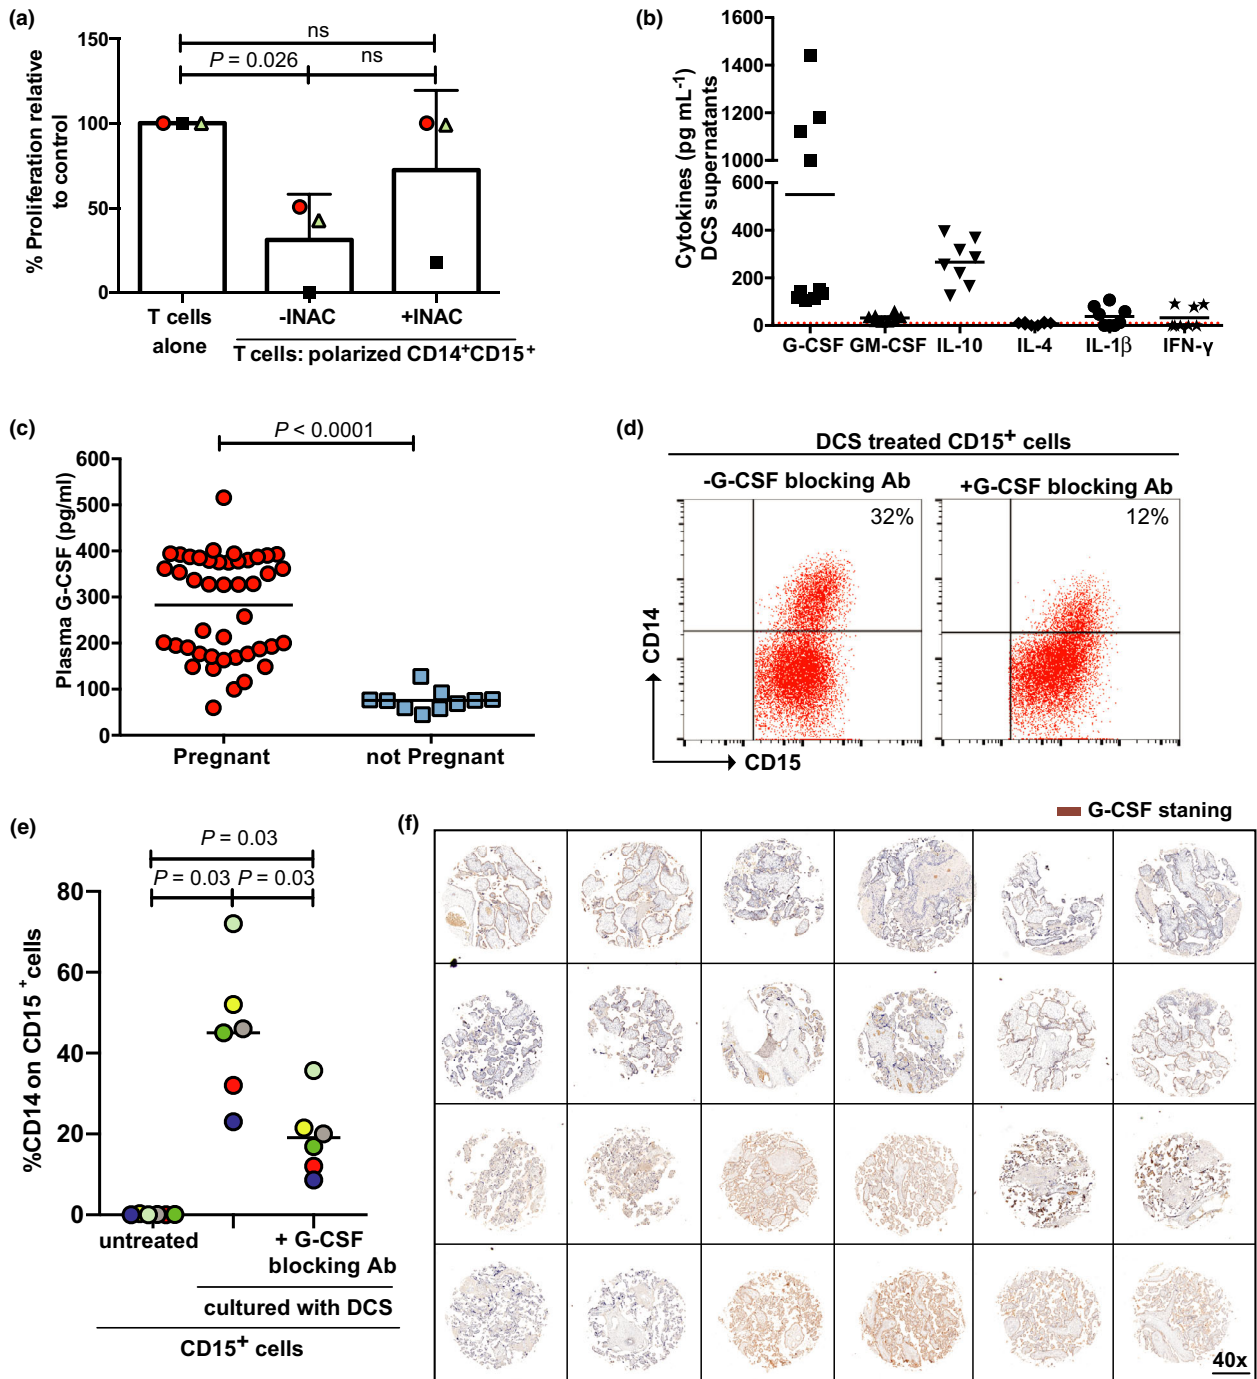 (a)
% Proliferation relative
to control
150
100
50
0
ns
P = 0.026
ns
T cells
alone
-INAC
+INAC
T cells: polarized CD14+CD15+
(b)
Cytokines (pg mL-1)
DCS supernatants
1600
1400
1200
1000
600
400
200
0
G-CSF
GM-CSF
IL-10
IL-4
IL-1β
IFN-γ
(c)
P < 0.0001
Plasma G-CSF (pg/ml)
600
500
400
300
200
100
0
Pregnant
not Pregnant
(d)
DCS treated CD15+ cells
-G-CSF blocking Ab
+G-CSF blocking Ab
32%
12%
CD14
CD15
(e)
P = 0.03
P = 0.03
P = 0.03
%CD14 on CD15 + cells
80
60
40
20
0
untreated
+ G-CSF
blocking Ab
cultured with DCS
CD15+ cells
(f)
G-CSF staning
40x